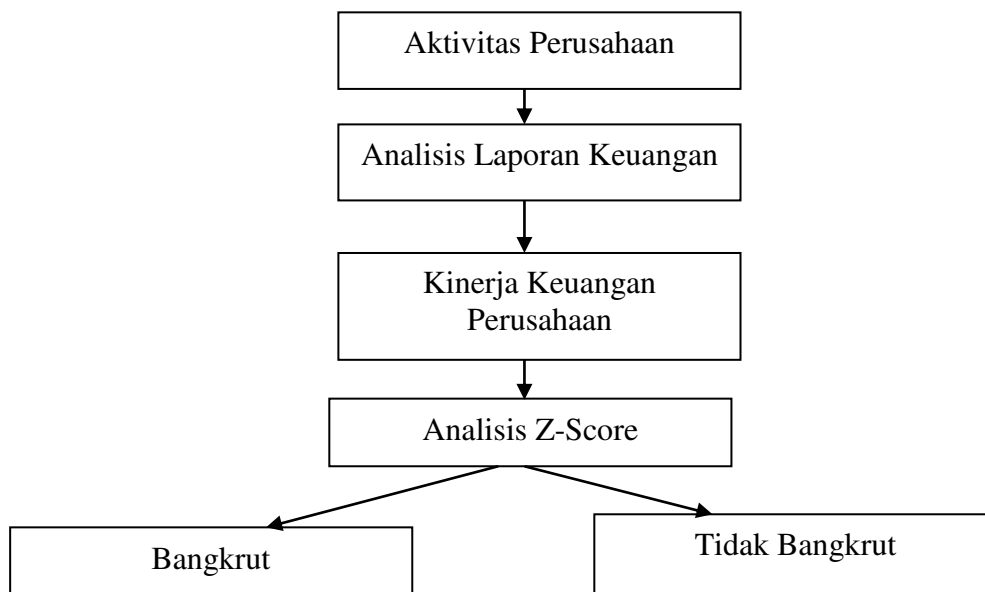 Aktivitas Perusahaan
Analisis Laporan Keuangan
Kinerja Keuangan
Perusahaan
Analisis Z-Score
Bangkrut
Tidak Bangkrut